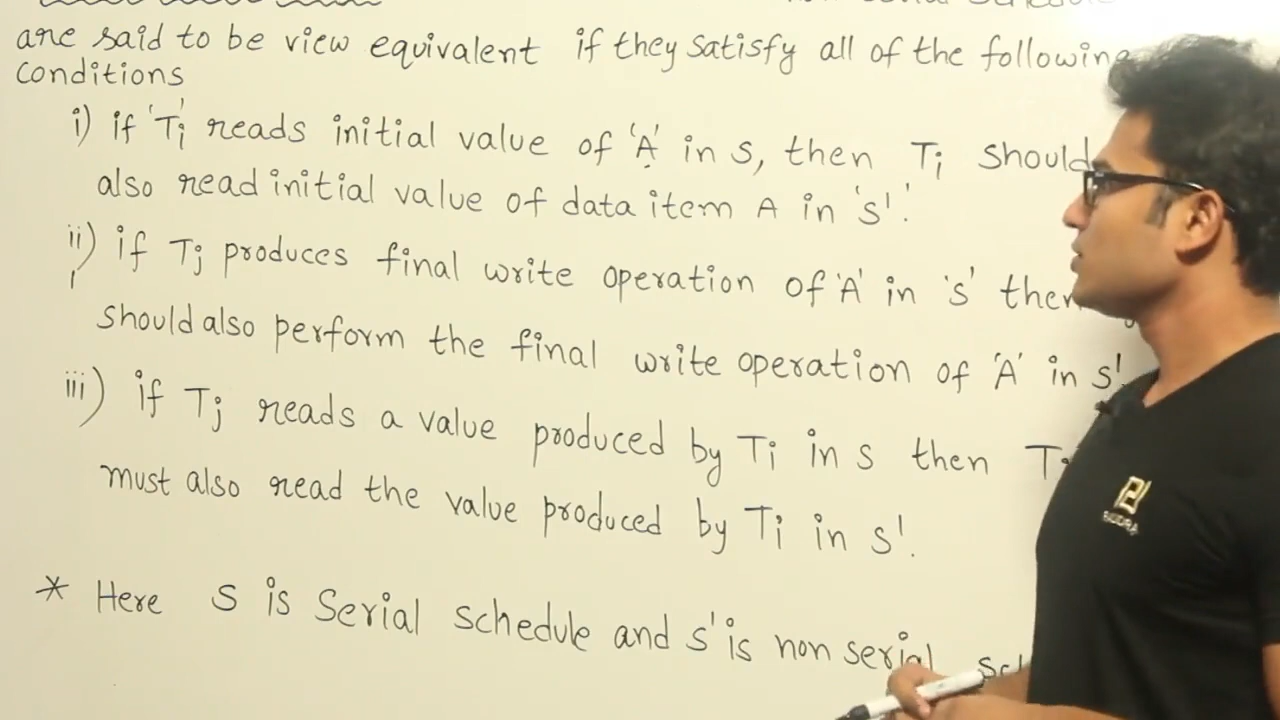 are said to be view equivalent if they satisfy all of the following
conditions
i) if 'Ti' reads initial value of 'A' in S, then Ti should
also read initial value of data item A in 's'.'
ii) if Tj produces final write operation of 'A' in 's' then
should also perform the final write operation of 'A' in s'.
iii) if Tj reads a value produced by Ti in s then
must also read the value produced by Ti in s'.
* Here S is Serial schedule and s' is non serial
RUDRA